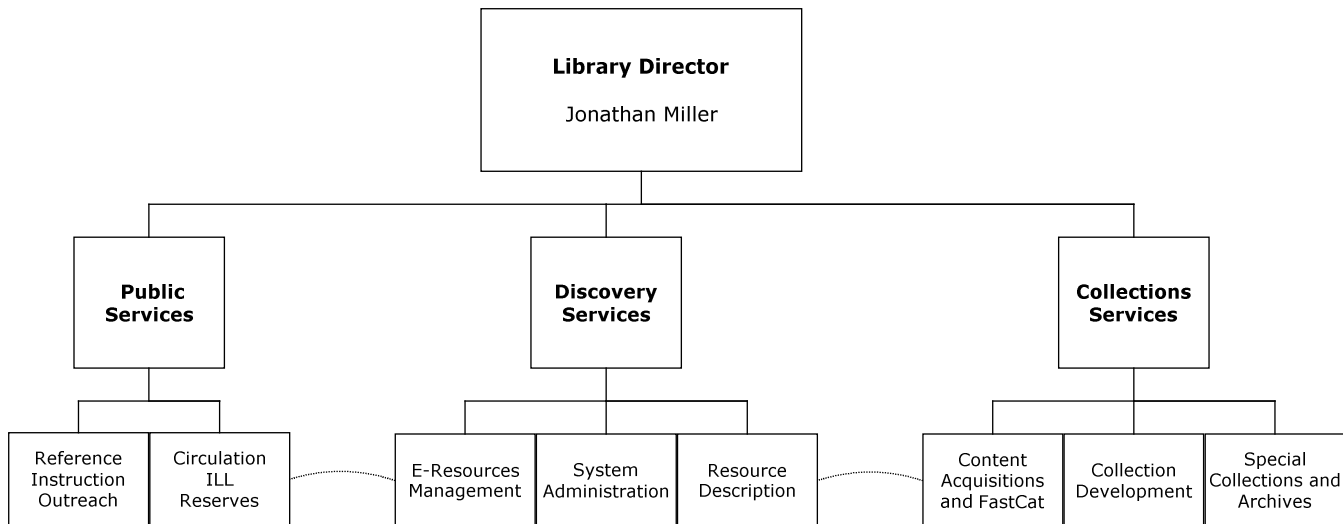 Library Director
Jonathan Miller
Public
Services
Discovery
Services
Collections
Services
Reference
Instruction
Outreach
Circulation
ILL
Reserves
E-Resources
Management
System
Administration
Resource
Description
Content
Acquisitions
and FastCat
Collection
Development
Special
Collections and
Archives